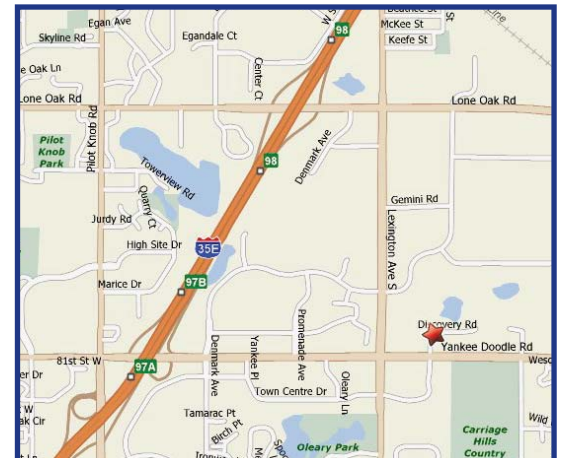 Egan Ave
Skyline Rd
Egandale Ct
98
McKee St
Keefe St
e Oak Ln
Center Ct
Lone Oak Rd
Lone Oak Rd
Pilot Knob Rd
Pilot
Knob
Park
98
Denmark Ave
Towerview Rd
Quarry Ct
Gemini Rd
Jurdy Rd
High Site Dr
35E
Lexington Ave S
Marice Dr
97B
Discovery Rd
Yankee Doodle Rd
81st St W
97A
Denmark Ave
Yankee Pl
Promenade Ave
Town Centre Dr
Oleary Ln
er Dr
Tamarac Pt
Birch Pt
Oleary Park
Carriage
Hills
Country
Wild